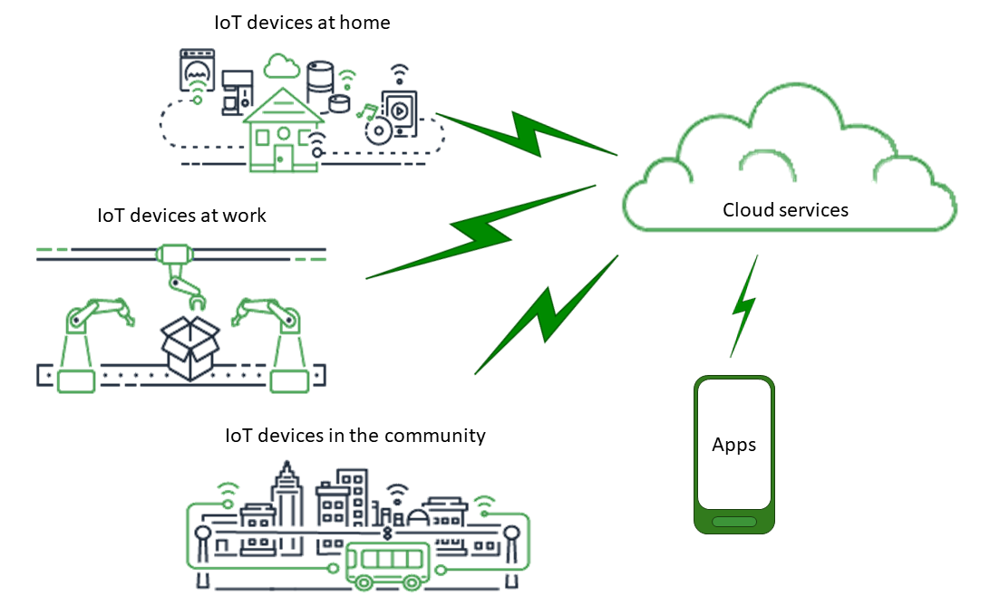 IoT devices at home
Cloud services
IoT devices at work
IoT devices in the community
Apps